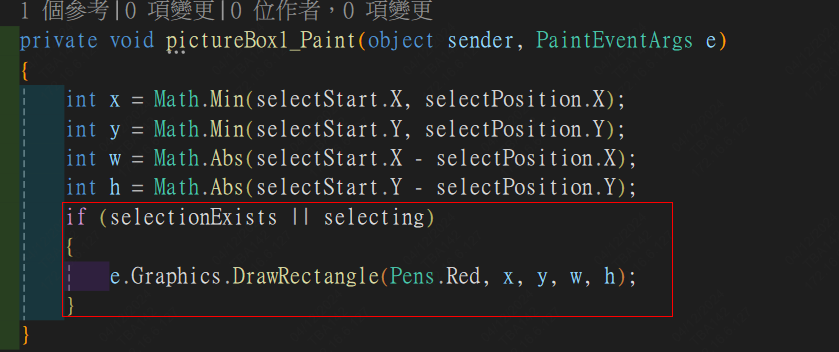 1 個參考|0 項變更|0 位作者，0 項變更
private void pictureBox1_Paint(object sender, PaintEventArgs e)
{
int x = Math.Min(selectStart.X, selectPosition.X);
int y = Math.Min(selectStart.Y, selectPosition.Y);
int w = Math.Abs(selectStart.X - selectPosition.X);
int h = Math.Abs(selectStart.Y - selectPosition.Y);
if (selectionExists || selecting)
{
e.Graphics.DrawRectangle(Pens.Red, x, y, w, h);
}
}